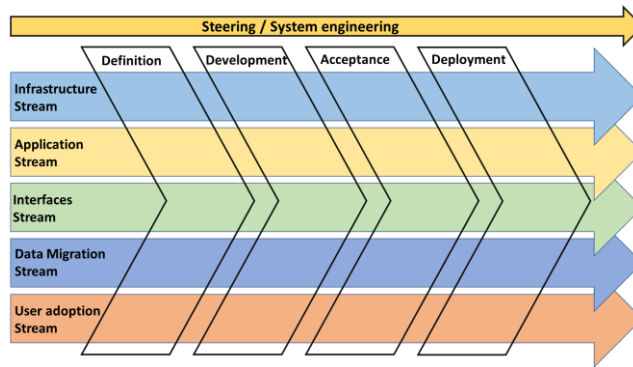 Steering / System engineering
Definition
Development
Acceptance
Deployment
Infrastructure
Stream
Application
Stream
Interfaces
Stream
Data Migration
Stream
User adoption
Stream